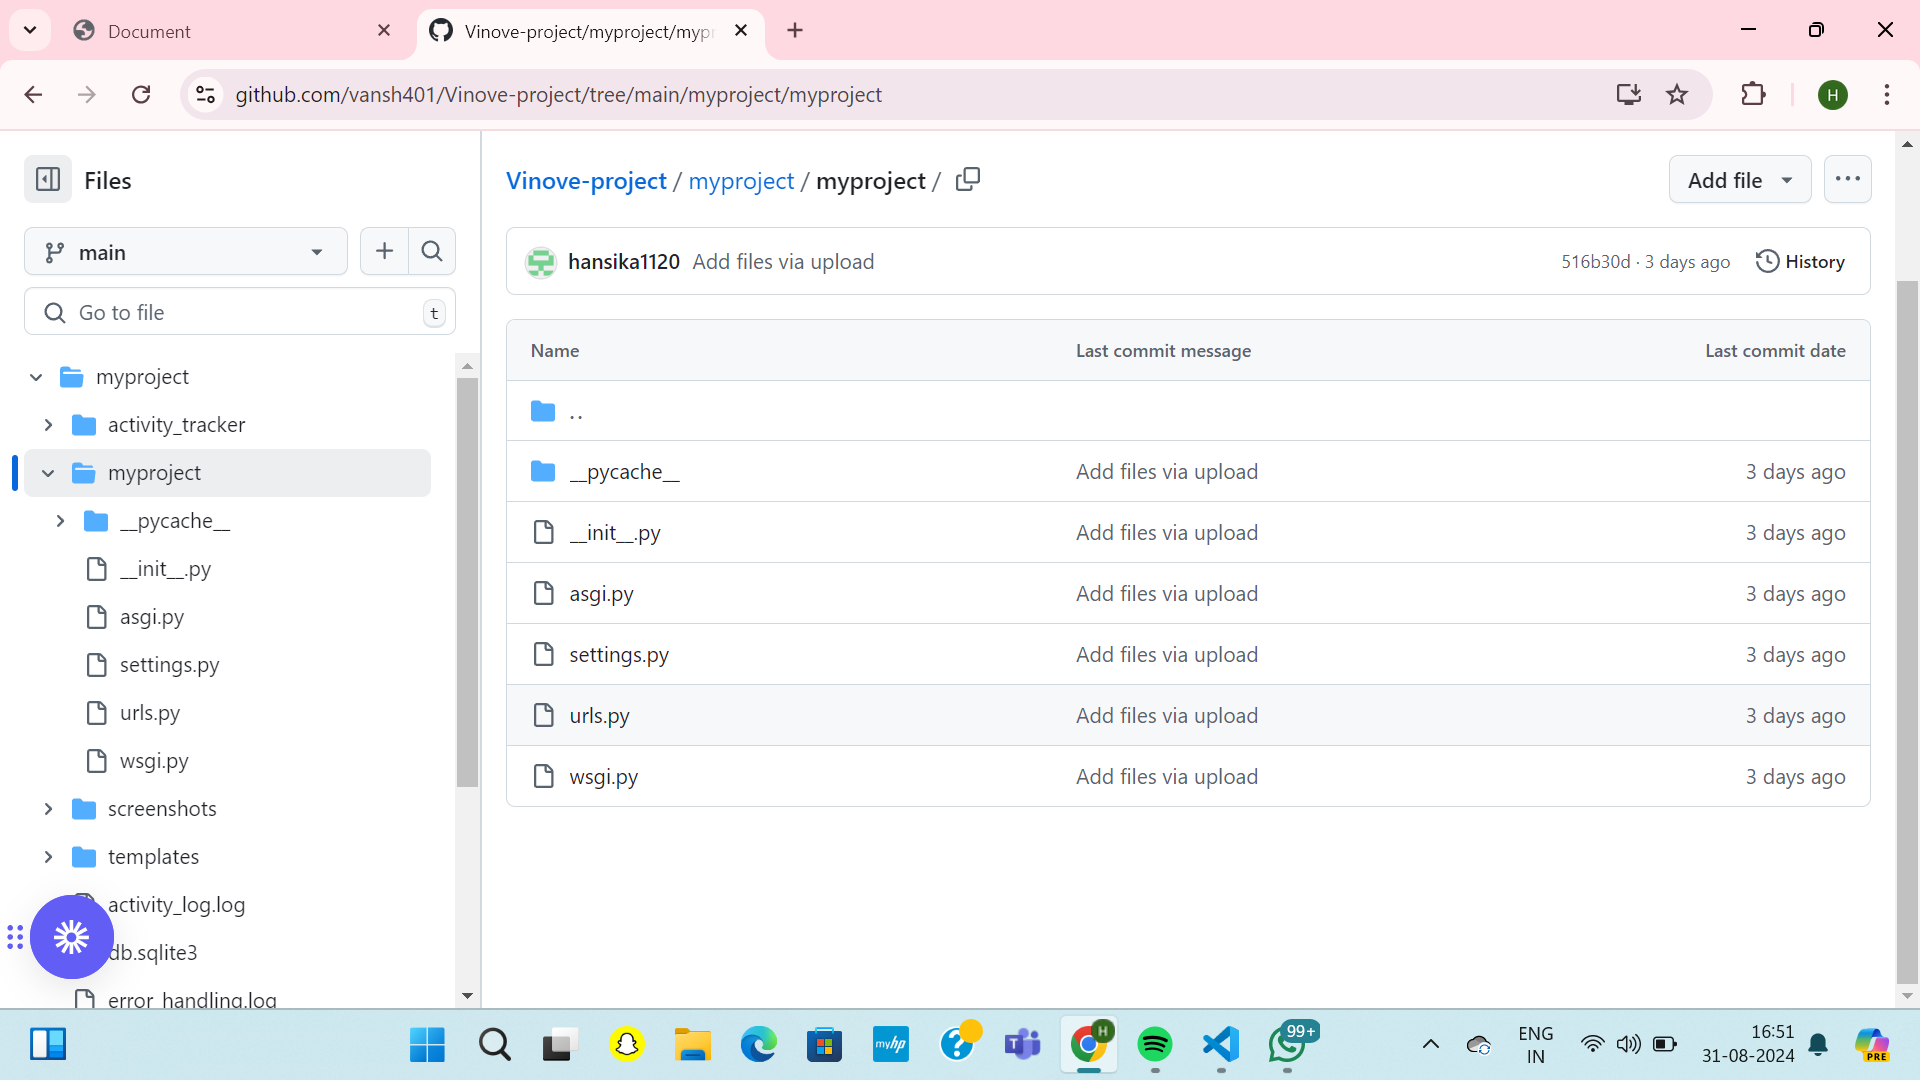 Document
Vinove-project/myproject/mypr
github.com/vansh401/Vinove-project/tree/main/myproject/myproject
H
Files
Vinove-project / myproject / myproject /
Add file
main
hansika1120 Add files via upload
516b30d · 3 days ago
History
Go to file
t
Name
Last commit message
Last commit date
myproject
activity_tracker
myproject
__pycache__
__init__.py
asgi.py
settings.py
urls.py
wsgi.py
screenshots
templates
activity_log.log
db.sqlite3
error_handling.log
..
__pycache__ Add files via upload 3 days ago
__init__.py Add files via upload 3 days ago
asgi.py Add files via upload 3 days ago
settings.py Add files via upload 3 days ago
urls.py Add files via upload 3 days ago
wsgi.py Add files via upload 3 days ago
myhp
T
H
99+
ENG
IN
16:51
31-08-2024
PRE